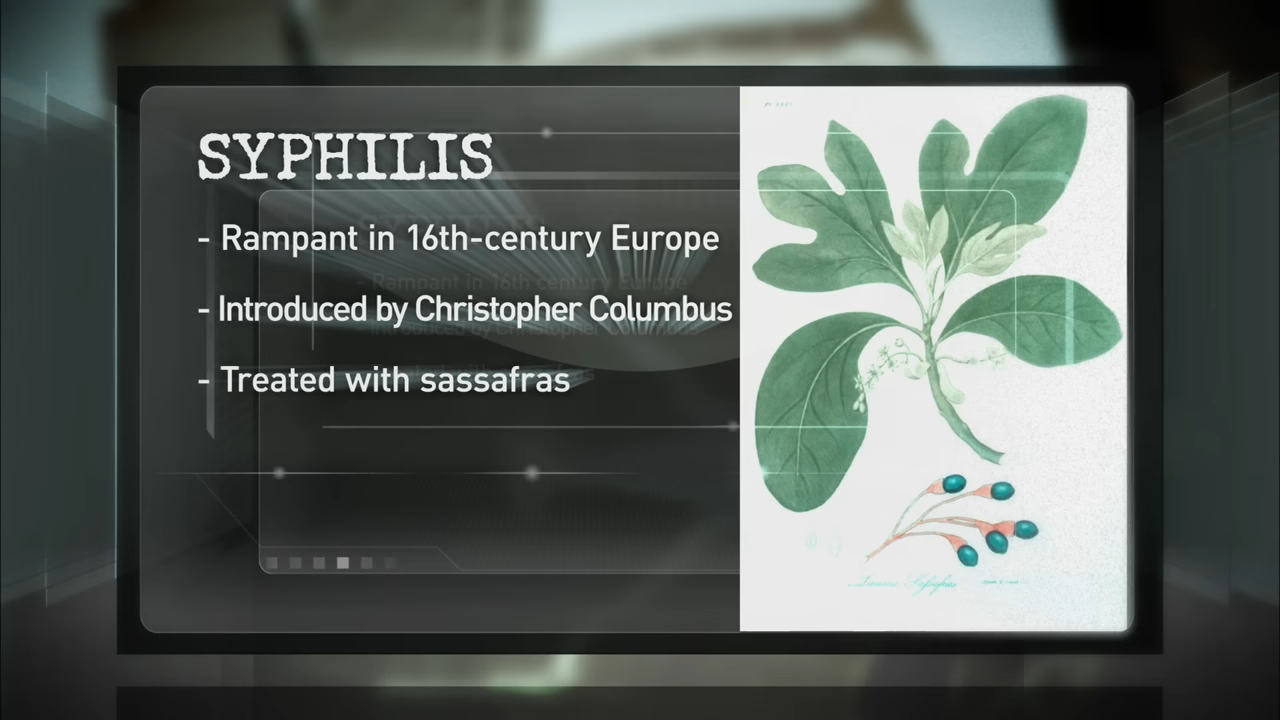 SYPHILIS
- Rampant in 16th-century Europe
- Introduced by Christopher Columbus
- Treated with sassafras